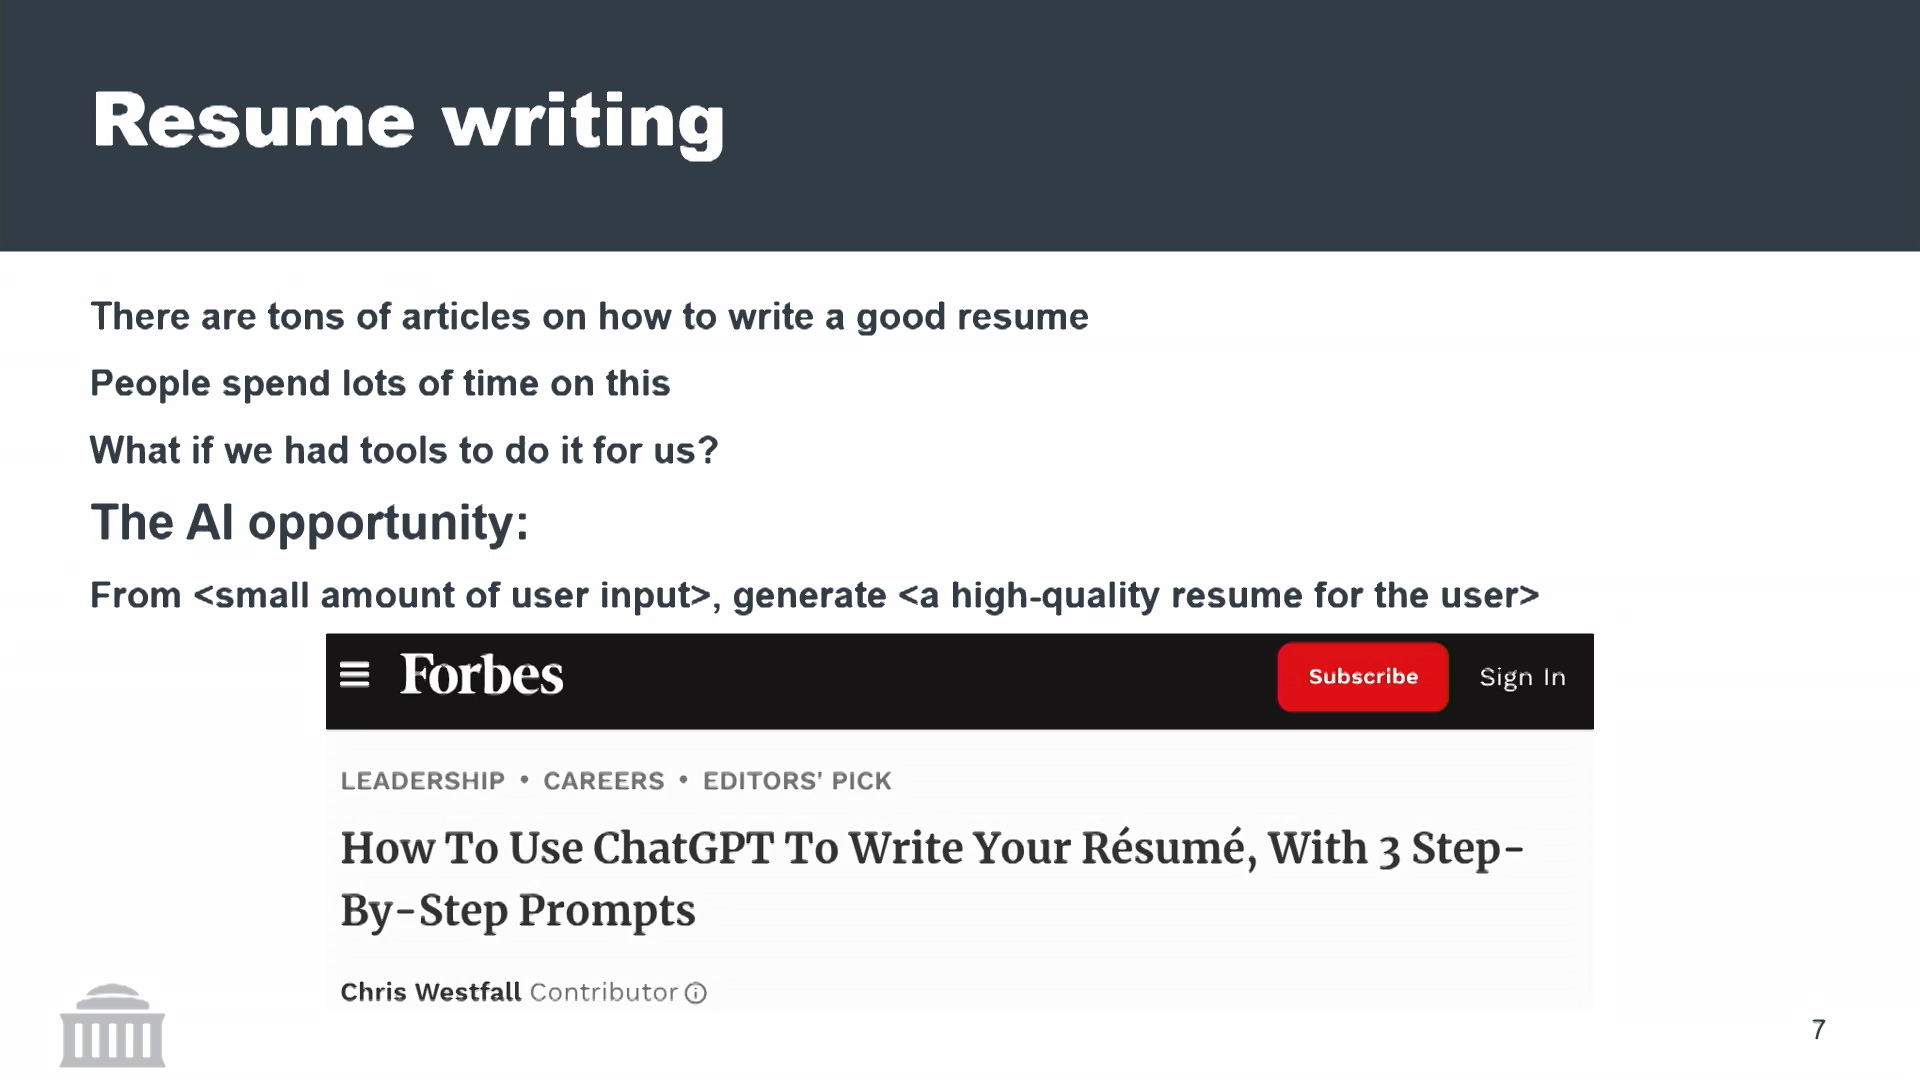 Resume writing
There are tons of articles on how to write a good resume
People spend lots of time on this
What if we had tools to do it for us?
The AI opportunity:
From <small amount of user input>, generate <a high-quality resume for the user>
Forbes
Subscribe
Sign In
LEADERSHIP • CAREERS • EDITORS' PICK
How To Use ChatGPT To Write Your Résumé, With 3 Step-
By-Step Prompts
Chris Westfall Contributor
7